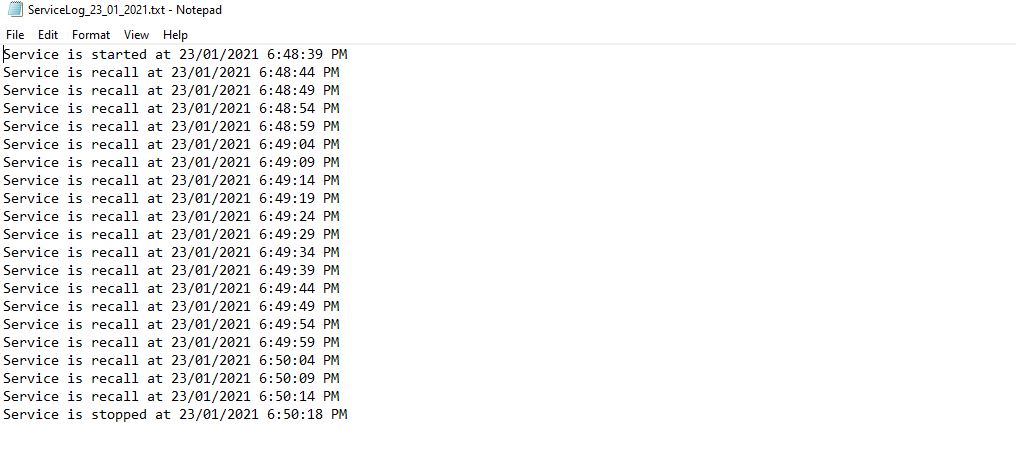 ServiceLog_23_01_2021.txt - Notepad
File Edit Format View Help
Service is started at 23/01/2021 6:48:39 PM
Service is recall at 23/01/2021 6:48:44 PM
Service is recall at 23/01/2021 6:48:49 PM
Service is recall at 23/01/2021 6:48:54 PM
Service is recall at 23/01/2021 6:48:59 PM
Service is recall at 23/01/2021 6:49:04 PM
Service is recall at 23/01/2021 6:49:09 PM
Service is recall at 23/01/2021 6:49:14 PM
Service is recall at 23/01/2021 6:49:19 PM
Service is recall at 23/01/2021 6:49:24 PM
Service is recall at 23/01/2021 6:49:29 PM
Service is recall at 23/01/2021 6:49:34 PM
Service is recall at 23/01/2021 6:49:39 PM
Service is recall at 23/01/2021 6:49:44 PM
Service is recall at 23/01/2021 6:49:49 PM
Service is recall at 23/01/2021 6:49:54 PM
Service is recall at 23/01/2021 6:49:59 PM
Service is recall at 23/01/2021 6:50:04 PM
Service is recall at 23/01/2021 6:50:09 PM
Service is recall at 23/01/2021 6:50:14 PM
Service is stopped at 23/01/2021 6:50:18 PM